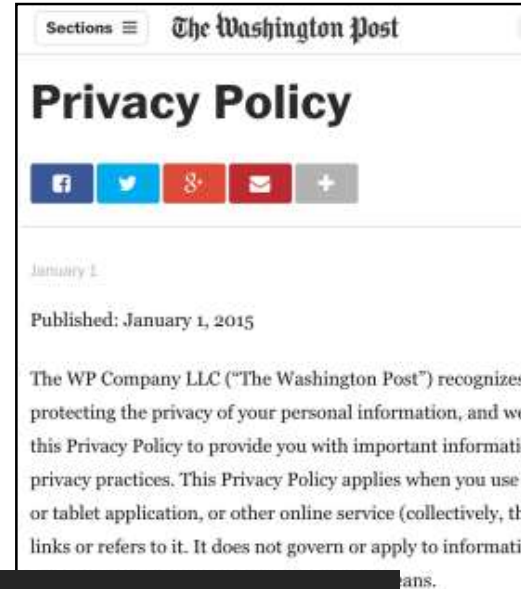 Sections ≡
The Washington Post
Privacy Policy
January 1
Published: January 1, 2015
The WP Company LLC (“The Washington Post”) recognizes
protecting the privacy of your personal information, and we
this Privacy Policy to provide you with important informati
privacy practices. This Privacy Policy applies when you use
or tablet application, or other online service (collectively, th
links or refers to it. It does not govern or apply to informati
eans.